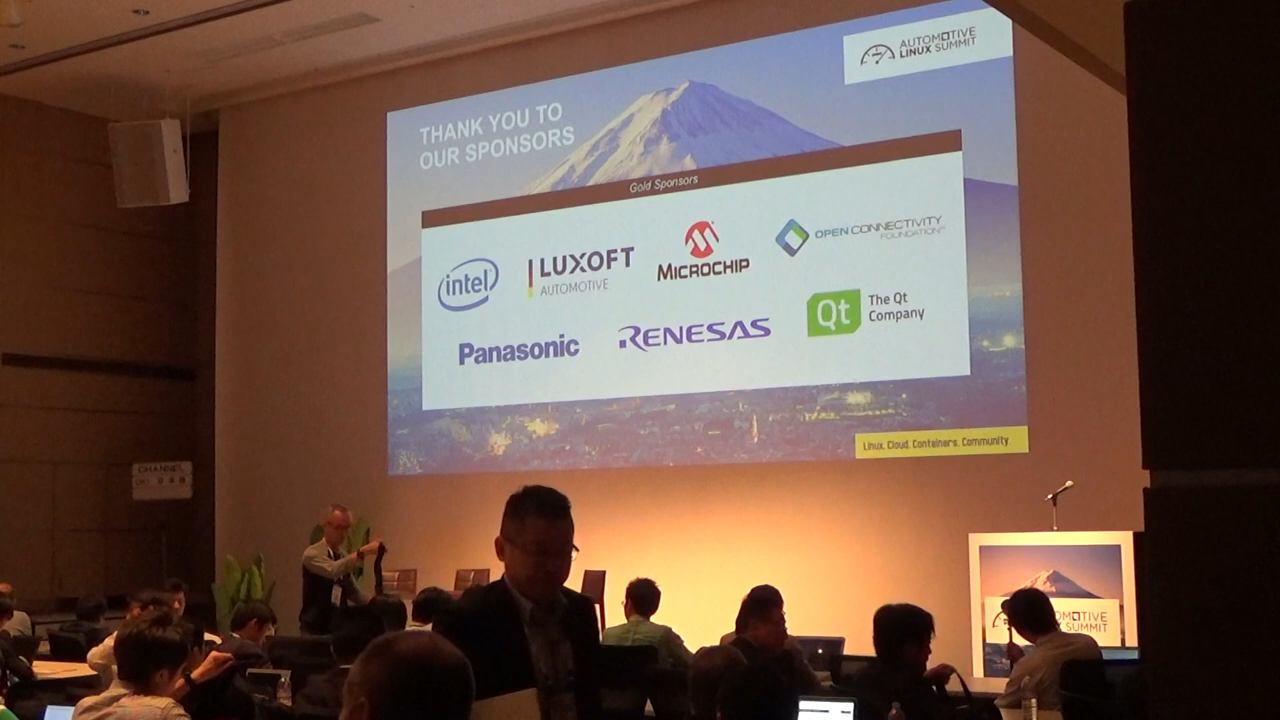 AUTOMOTIVE
LINUX SUMMIT
THANK YOU TO
OUR SPONSORS
Gold Sponsors
intel
LUXOFT
AUTOMOTIVE
MICROCHIP
OPEN CONNECTIVITY
FOUNDATION
Panasonic
RENESAS
Qt
The Qt
Company
Linux. Cloud. Containers. Community.
CHANNEL
OMOTIVE
SUMMIT